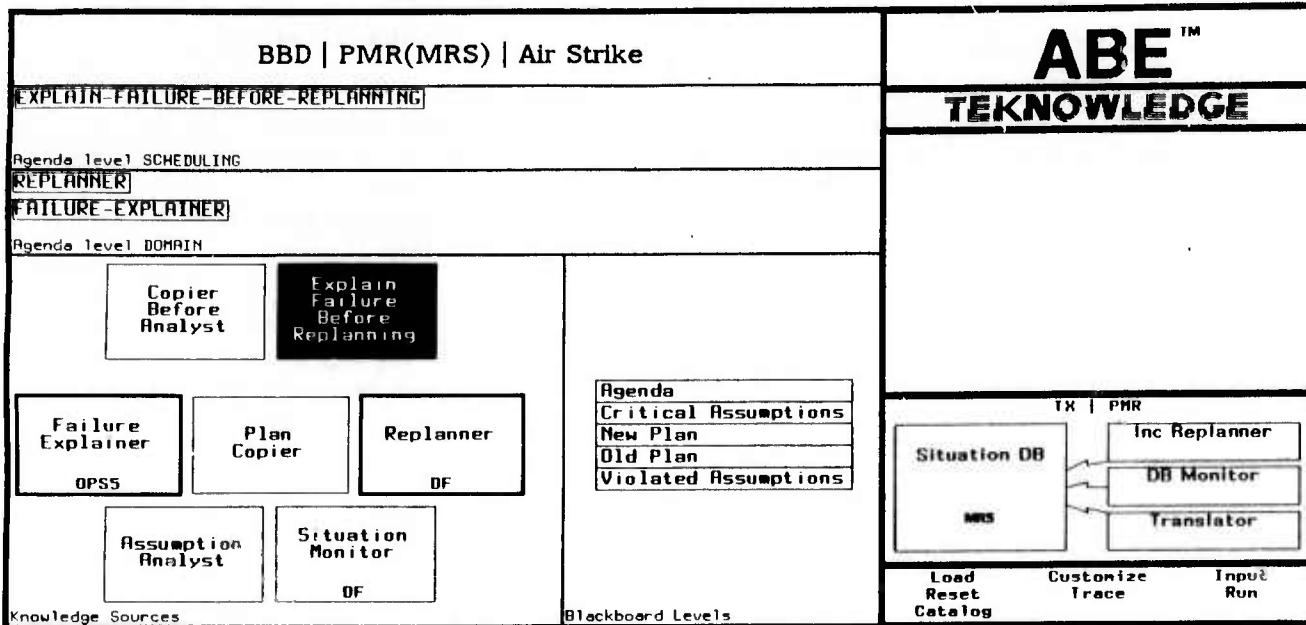 BBD | PMR(MRS) | Air Strike
EXPLAIN-FAILURE-BEFORE-REPLANNING
Agenda level SCHEDULING
REPLANNER
FAILURE-EXPLAINER
Agenda level DOMAIN
Copier
Before
Analyst
Explain
Failure
Before
Replanning
Failure
Explainer
OPS5
Plan
Copier
Replanner
DF
Assumption
Analyst
Situation
Monitor
DF
Knowledge Sources
Agenda
Critical Assumptions
New Plan
Old Plan
Violated Assumptions
Blackboard Levels
ABE™
TEKNOWLEDGE
TX | PMR
Situation DB
MRS
Inc Replanner
DB Monitor
Translator
Load Customize Input
Reset Trace Run
Catalog